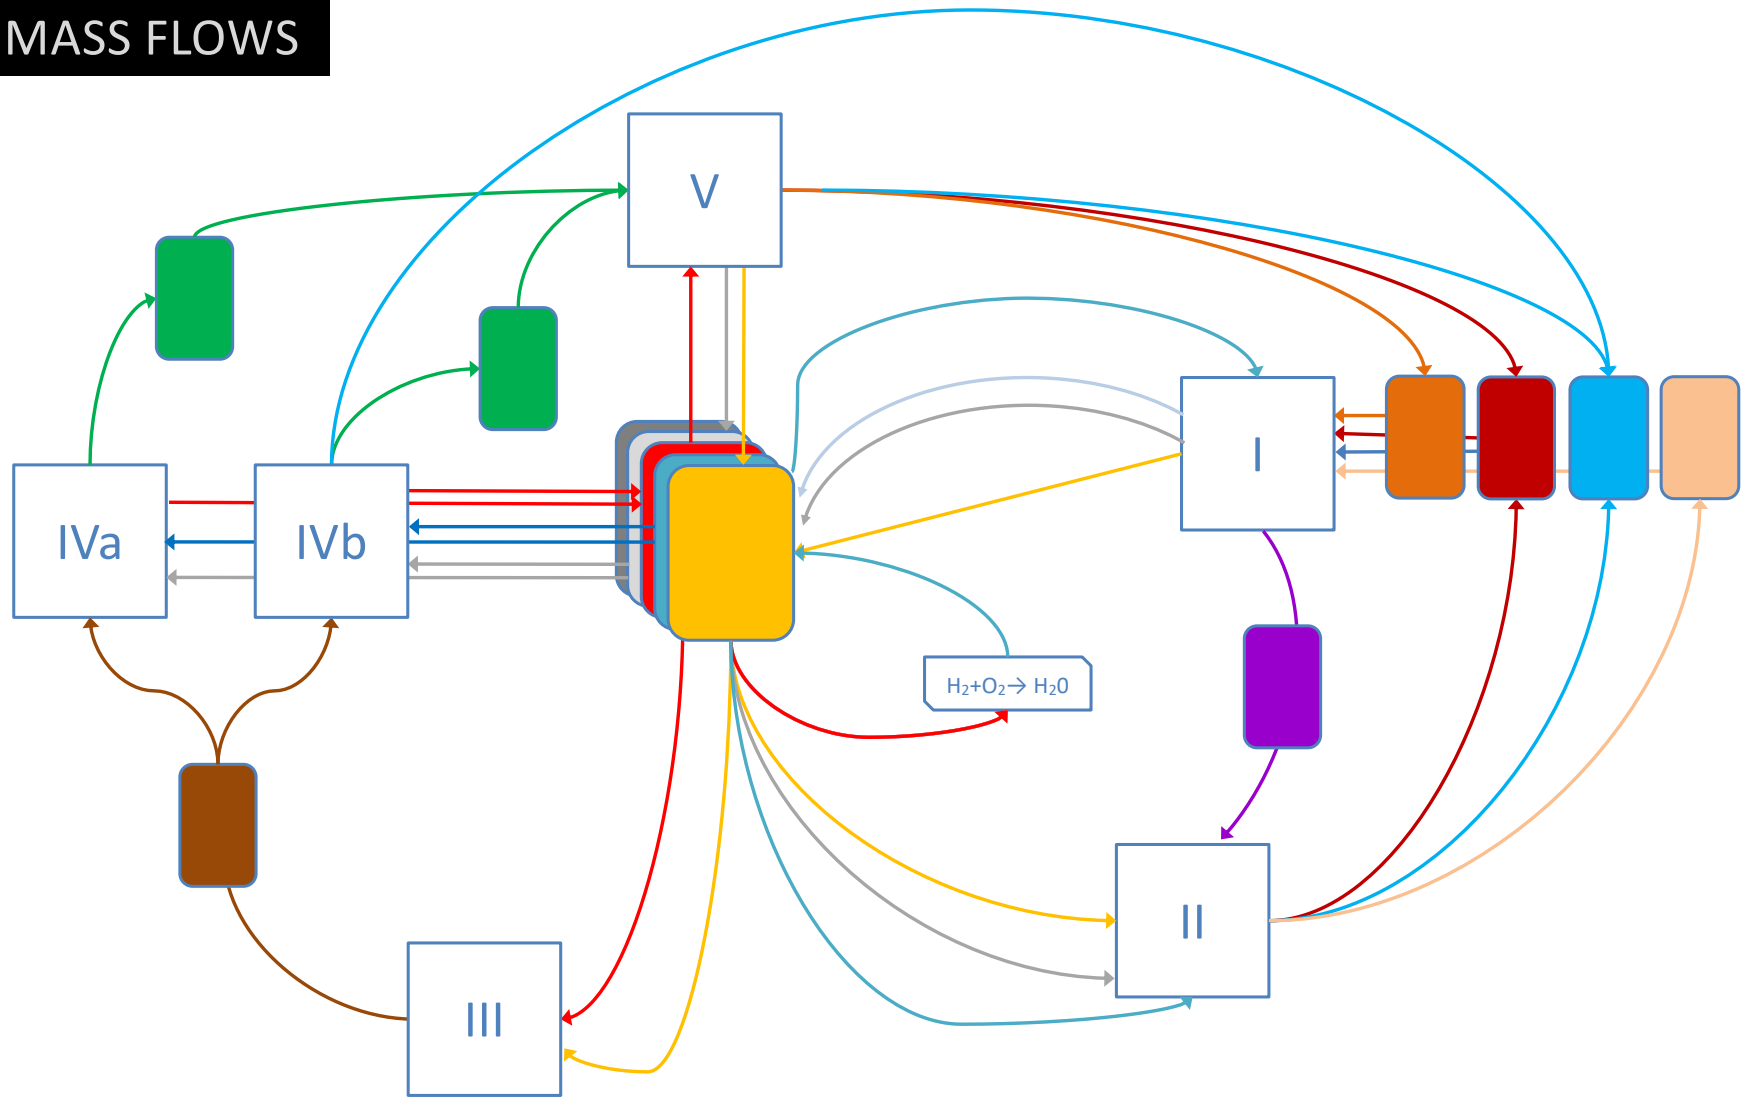 MASS FLOWS
V
I
IVa
IVb
H₂+O₂→ H₂0
II
III